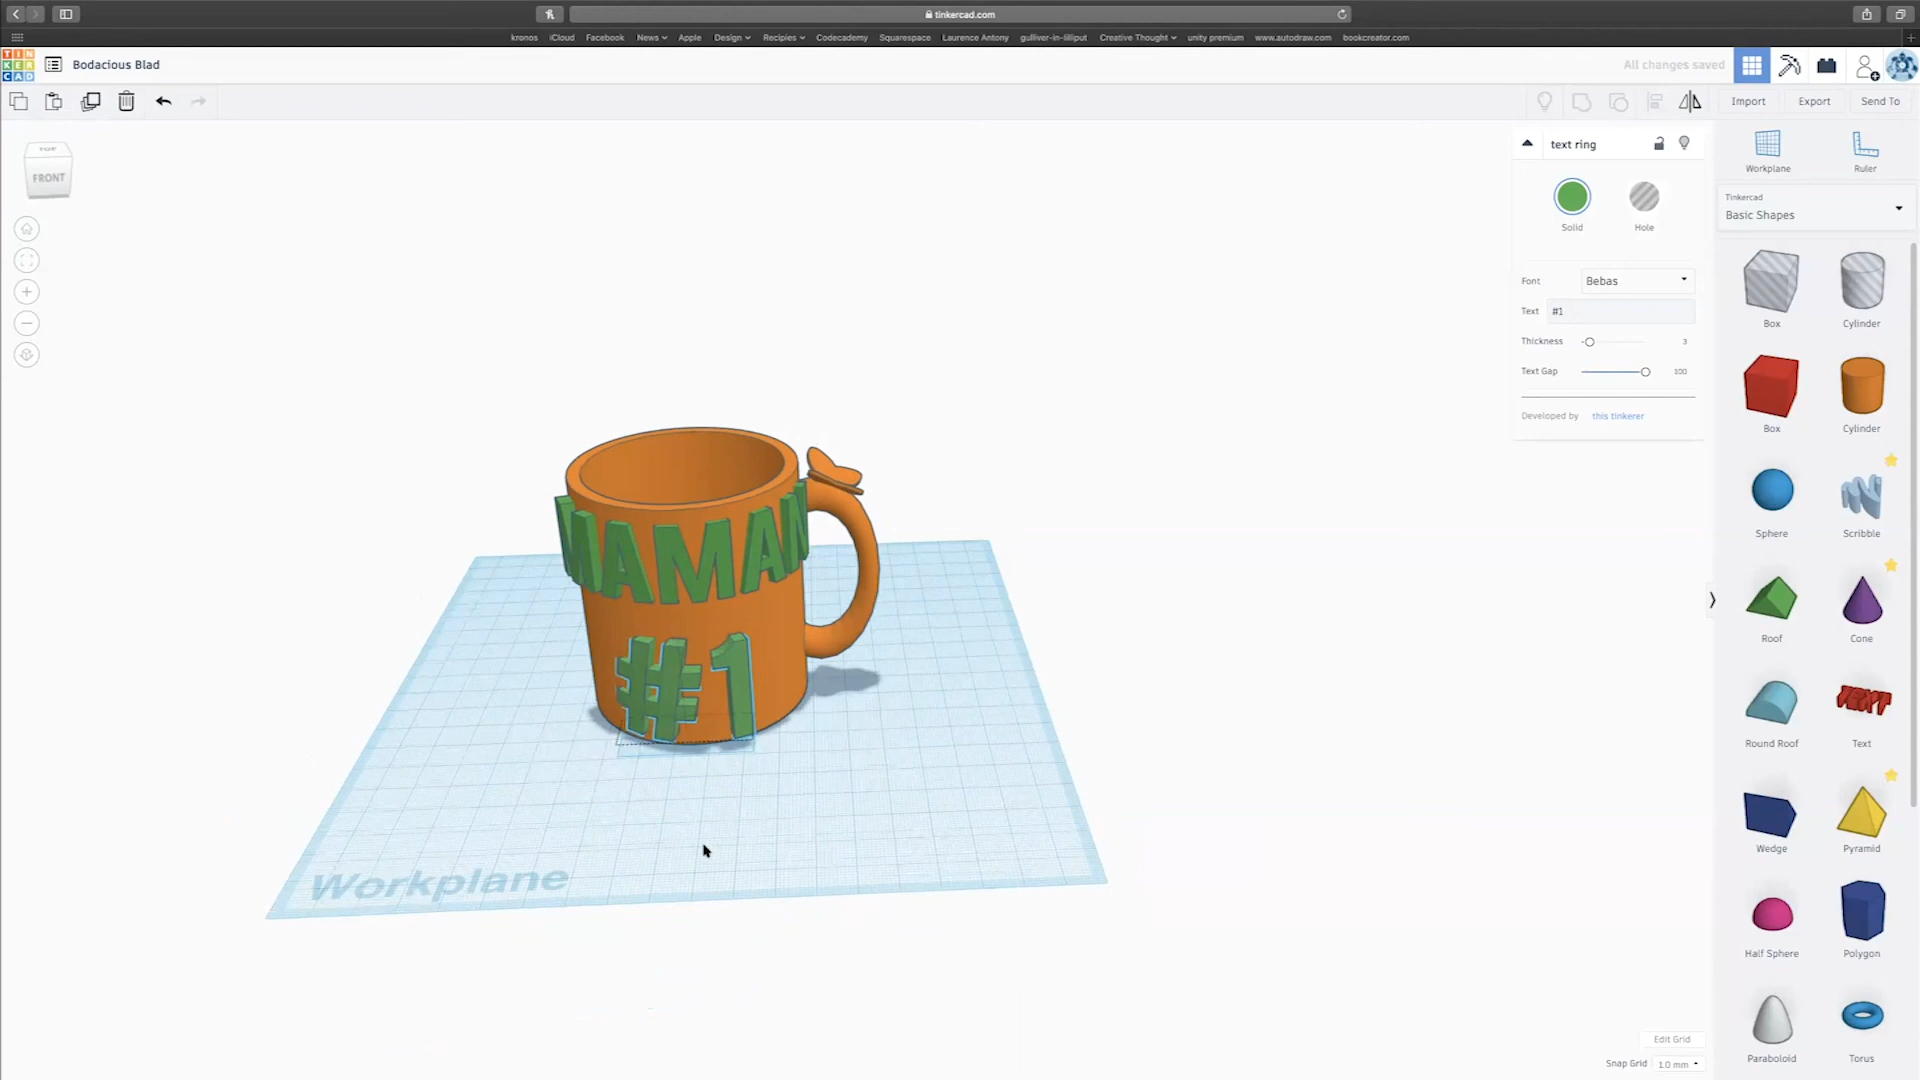 tinkercad.com
kronos iCloud Facebook News Apple Design Recipies Codecademy Squarespace Laurence Antony gulliver-in-lilliput Creative Thought unity premium www.autodraw.com bookcreator.com
TIN
KER
CAD
Bodacious Blad
All changes saved
Import Export Send To
TOP
FRONT
text ring
Solid Hole
Font Bebas
Text #1
Thickness 3
Text Gap 100
Developed by this tinkerer
Workplane Ruler
Tinkercad
Basic Shapes
Box Cylinder
Box Cylinder
Sphere Scribble
Roof Cone
TEXT
Round Roof Text
Wedge Pyramid
Half Sphere Polygon
Paraboloid Torus
MAMAM
#1
Workplane
Edit Grid
Snap Grid 1.0 mm